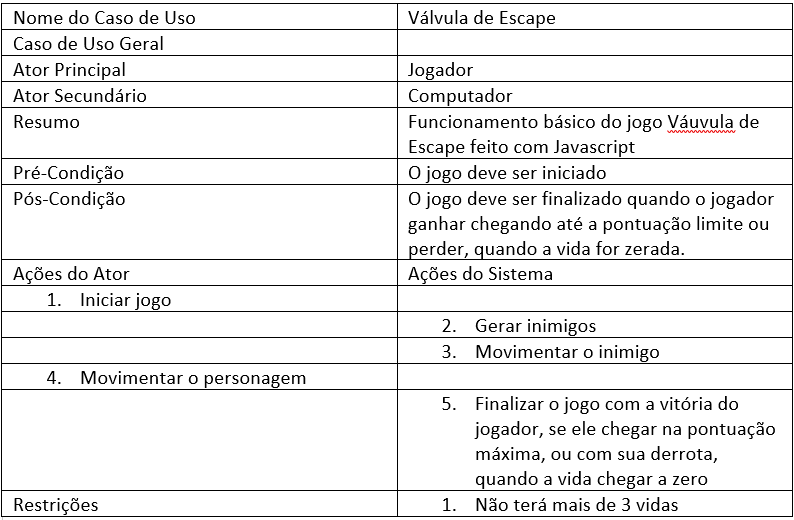 Nome do Caso de Uso Válvula de Escape
Caso de Uso Geral
Ator Principal Jogador
Ator Secundário Computador
Resumo Funcionamento básico do jogo Váuvula de
Escape feito com Javascript
Pré-Condição O jogo deve ser iniciado
Pós-Condição O jogo deve ser finalizado quando o jogador
ganhar chegando até a pontuação limite ou
perder, quando a vida for zerada.
Ações do Ator Ações do Sistema
1. Iniciar jogo
2. Gerar inimigos
3. Movimentar o inimigo
4. Movimentar o personagem
5. Finalizar o jogo com a vitória do
jogador, se ele chegar na pontuação
máxima, ou com sua derrota,
quando a vida chegar a zero
Restrições 1. Não terá mais de 3 vidas